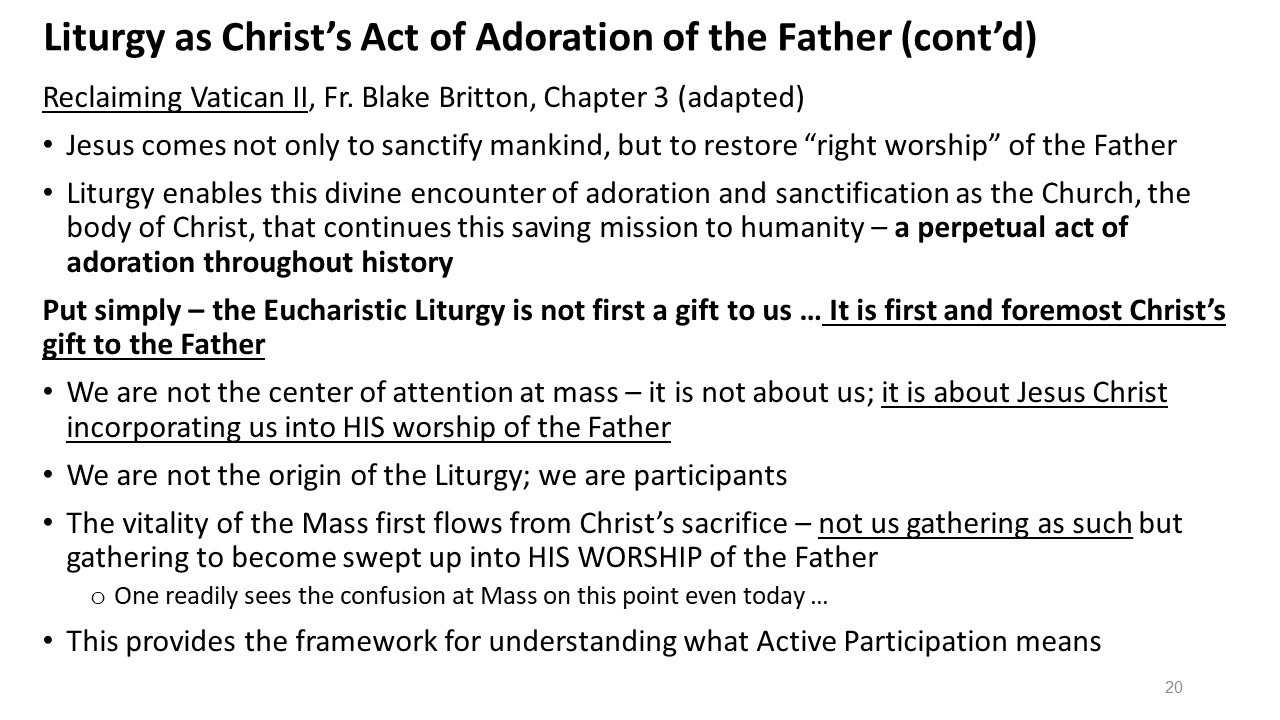 Liturgy as Christ’s Act of Adoration of the Father (cont’d)
Reclaiming Vatican II, Fr. Blake Britton, Chapter 3 (adapted)
• Jesus comes not only to sanctify mankind, but to restore “right worship” of the Father
• Liturgy enables this divine encounter of adoration and sanctification as the Church, the
body of Christ, that continues this saving mission to humanity – a perpetual act of
adoration throughout history
Put simply – the Eucharistic Liturgy is not first a gift to us … It is first and foremost Christ’s
gift to the Father
• We are not the center of attention at mass – it is not about us; it is about Jesus Christ
incorporating us into HIS worship of the Father
• We are not the origin of the Liturgy; we are participants
• The vitality of the Mass first flows from Christ’s sacrifice – not us gathering as such but
gathering to become swept up into HIS WORSHIP of the Father
o One readily sees the confusion at Mass on this point even today …
• This provides the framework for understanding what Active Participation means
20